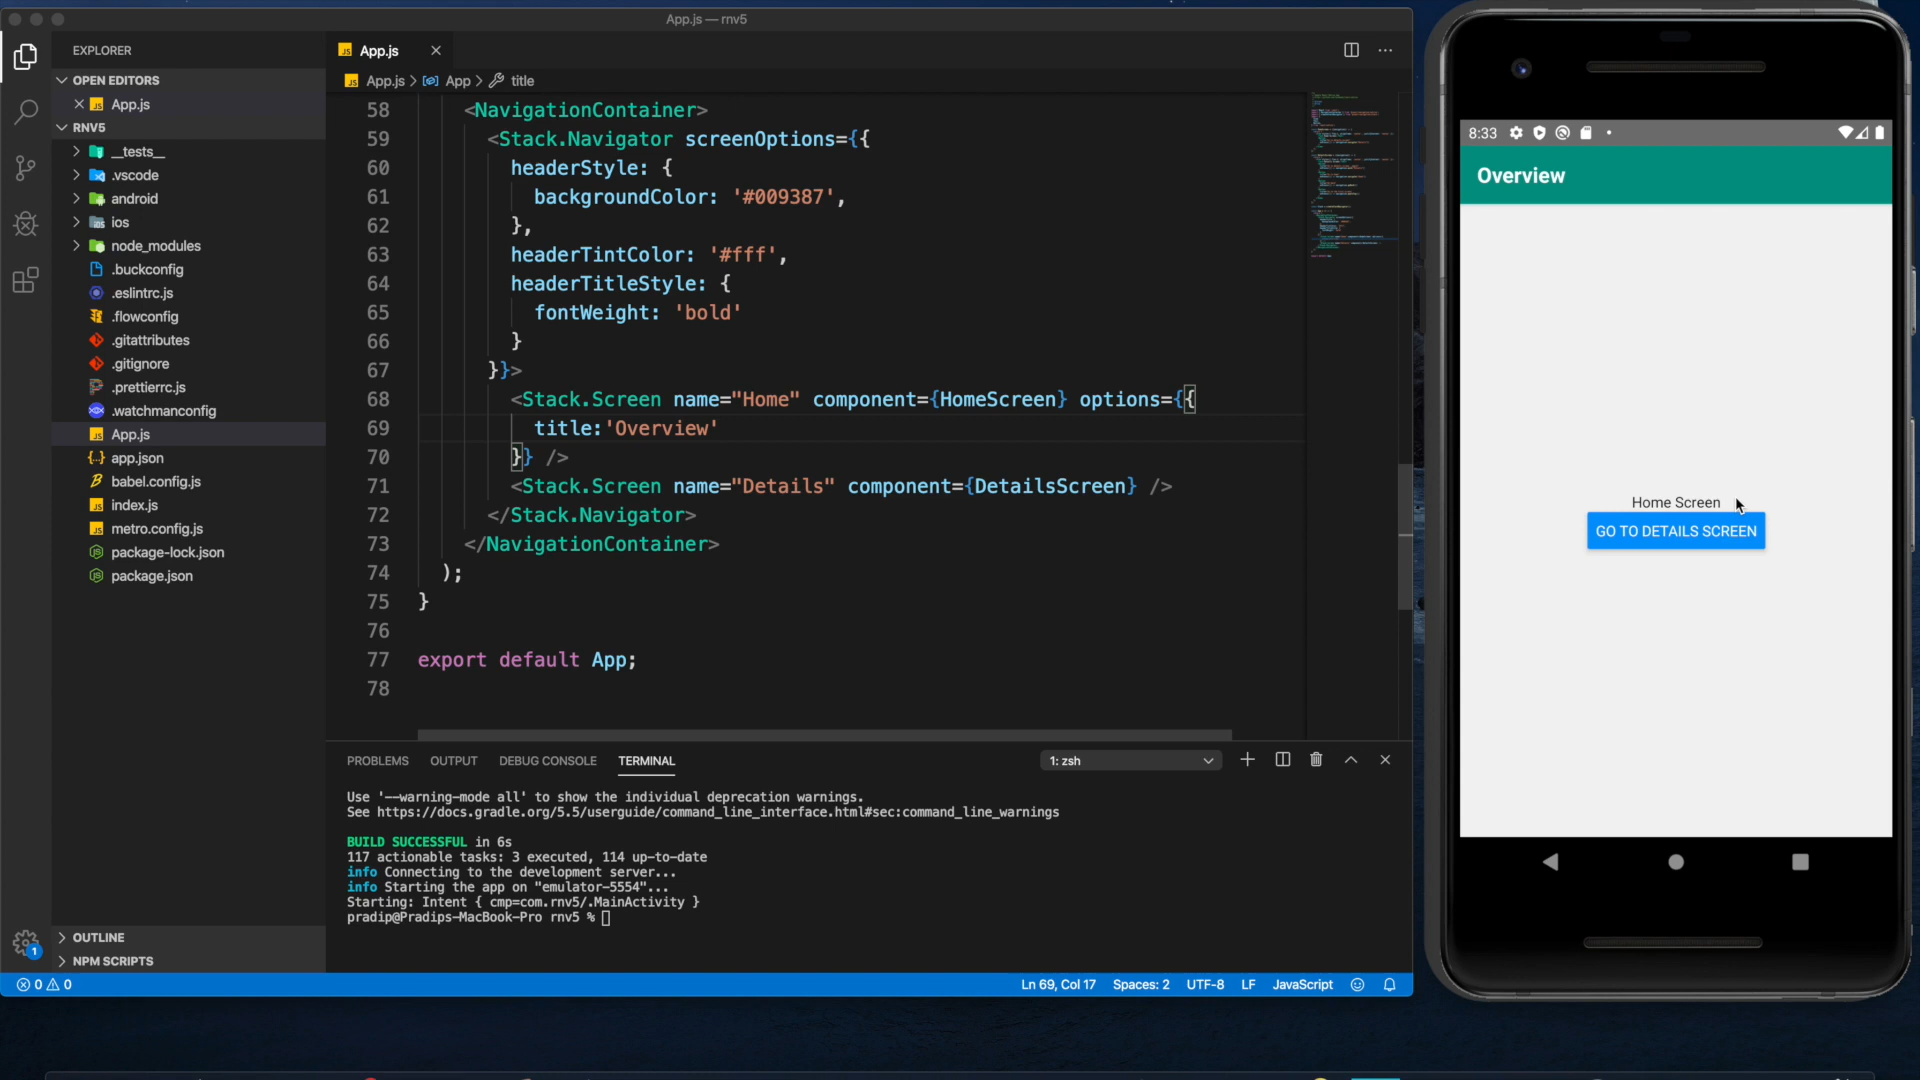 App.js — rnv5
EXPLORER
OPEN EDITORS
App.js
RNV5
__tests__
.vscode
android
ios
node_modules
.buckconfig
.eslintrc.js
.flowconfig
.gitattributes
.gitignore
.prettierrc.js
.watchmanconfig
App.js
app.json
babel.config.js
index.js
metro.config.js
package-lock.json
package.json
OUTLINE
NPM SCRIPTS
1
App.js
App.js > App > title
58 <NavigationContainer>
59 <Stack.Navigator screenOptions={{
60 headerStyle: {
61 backgroundColor: '#009387',
62 },
63 headerTintColor: '#fff',
64 headerTitleStyle: {
65 fontWeight: 'bold'
66 }
67 }}>
68 <Stack.Screen name="Home" component={HomeScreen} options={{
69 title:'Overview'
70 }} />
71 <Stack.Screen name="Details" component={DetailsScreen} />
72 </Stack.Navigator>
73 </NavigationContainer>
74 );
75 }
76
77 export default App;
78
PROBLEMS OUTPUT DEBUG CONSOLE TERMINAL 1: zsh
Use '--warning-mode all' to show the individual deprecation warnings.
See https://docs.gradle.org/5.5/userguide/command_line_interface.html#sec:command_line_warnings
BUILD SUCCESSFUL in 6s
117 actionable tasks: 3 executed, 114 up-to-date
info Connecting to the development server...
info Starting the app on "emulator-5554"...
Starting: Intent { cmp=com.rnv5/.MainActivity }
pradip@Pradips-MacBook-Pro rnv5 %
0 0 Ln 69, Col 17 Spaces: 2 UTF-8 LF JavaScript
8:33
Overview
Home Screen
GO TO DETAILS SCREEN